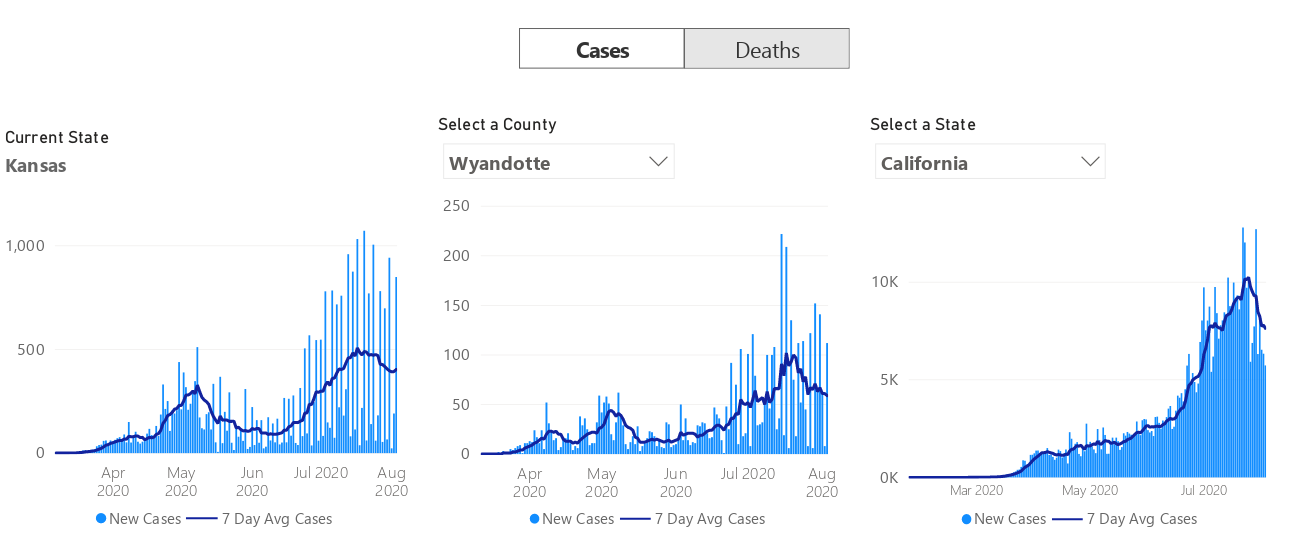 Cases
Deaths
Current State
Kansas
1,000
500
0
Apr 2020
May 2020
Jun 2020
Jul 2020
Aug 2020
New Cases
7 Day Avg Cases
Select a County
Wyandotte
250
200
150
100
50
0
Apr 2020
May 2020
Jun 2020
Jul 2020
Aug 2020
New Cases
7 Day Avg Cases
Select a State
California
10K
5K
0K
Mar 2020
May 2020
Jul 2020
New Cases
7 Day Avg Cases